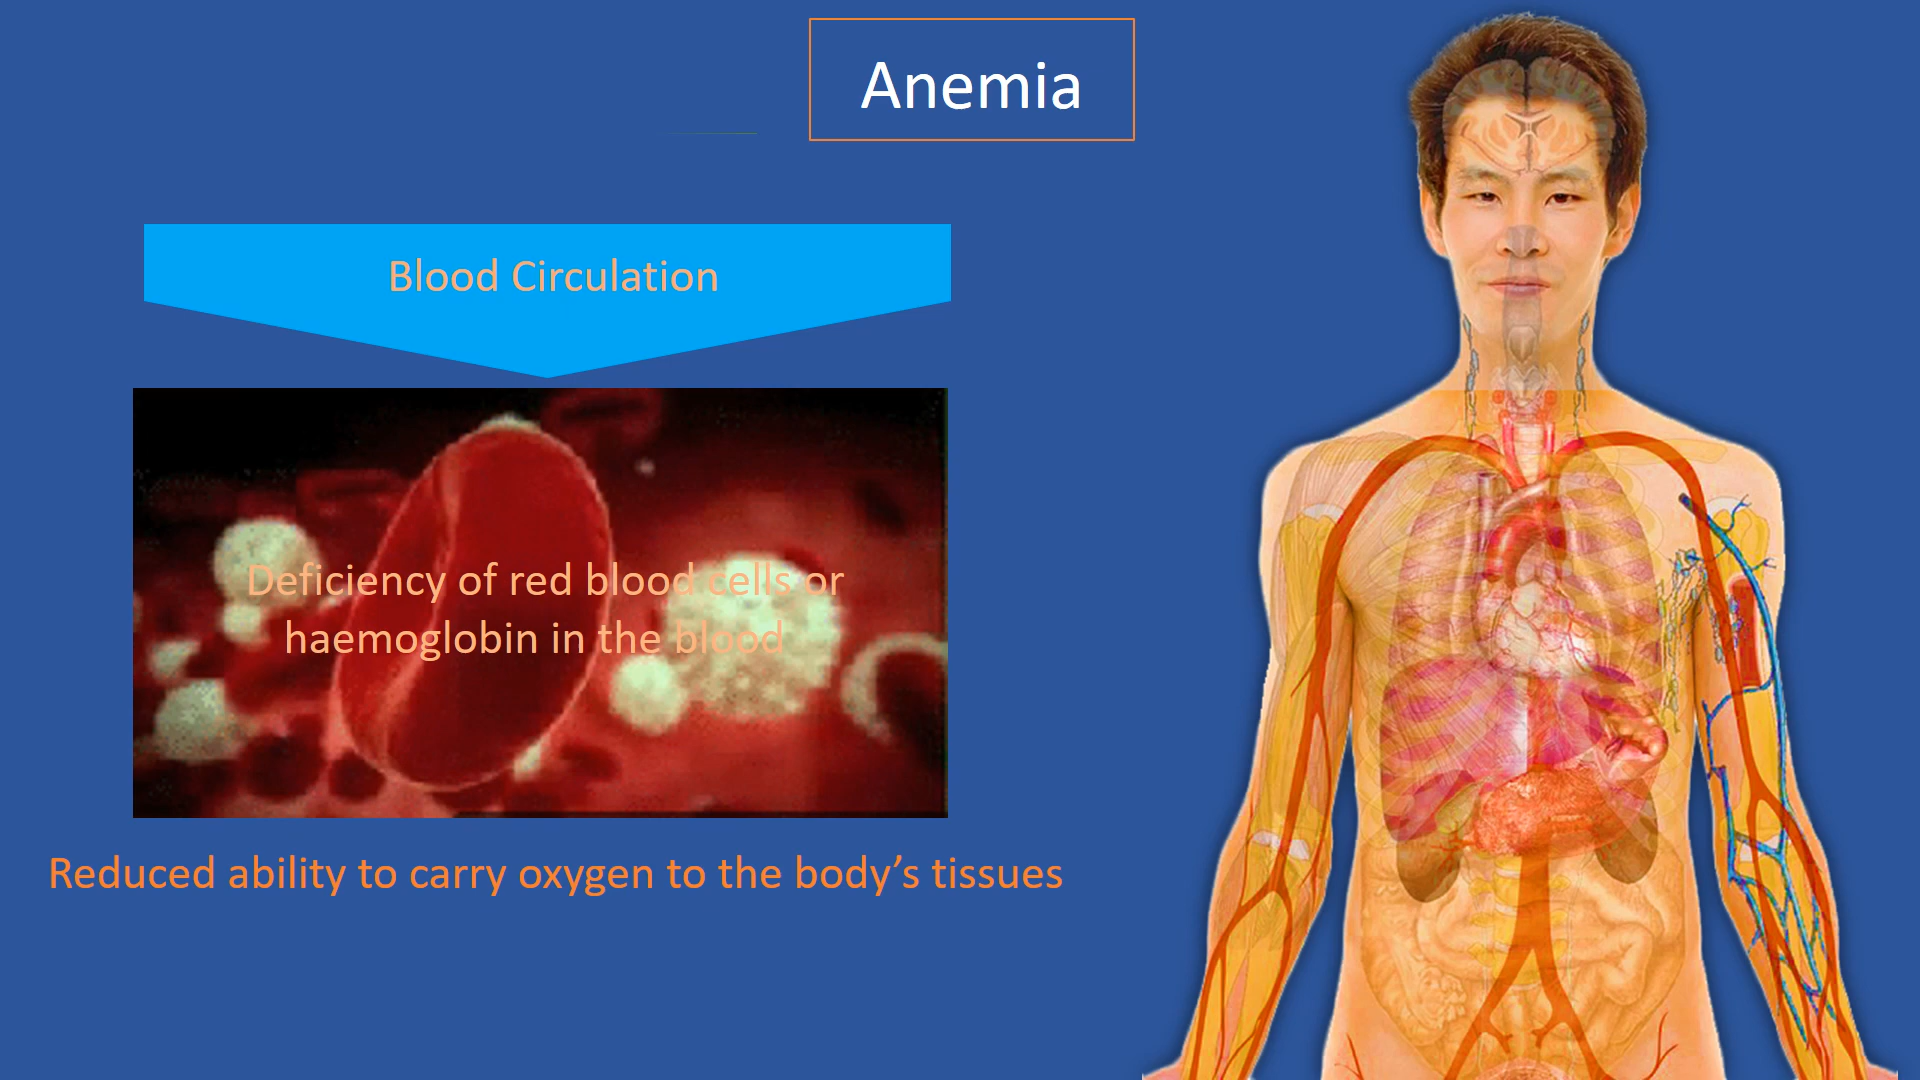 Anemia
Blood Circulation
Deficiency of red blood cells or
haemoglobin in the blood
Reduced ability to carry oxygen to the body’s tissues